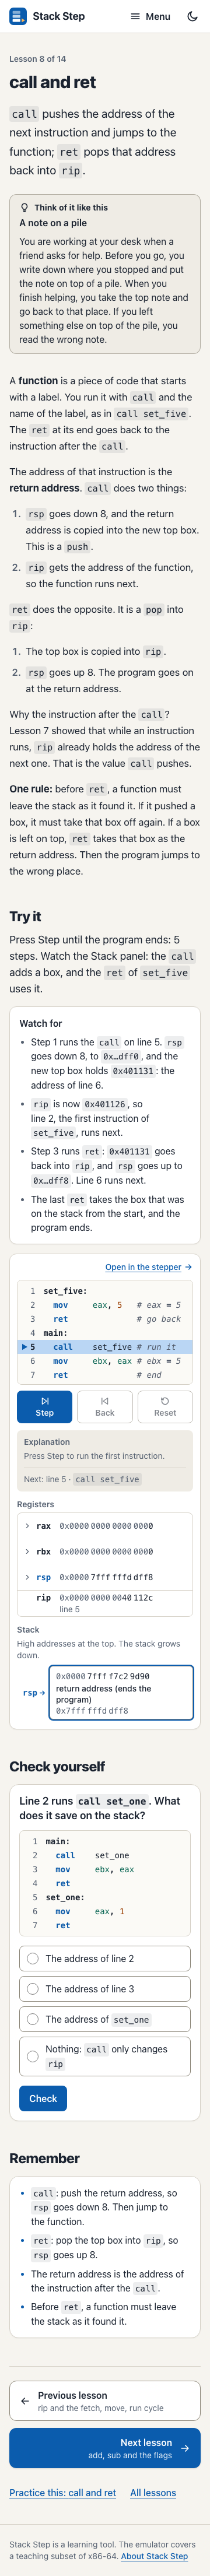 Stack Step
Menu
Lesson 8 of 14
call and ret
call pushes the address of the
next instruction and jumps to the
function; ret pops that address
back into rip.
Think of it like this
A note on a pile
You are working at your desk when a
friend asks for help. Before you go, you
write down where you stopped and put
the note on top of a pile. When you
finish helping, you take the top note and
go back to that place. If you left
something else on top of the pile, you
read the wrong note.
A function is a piece of code that starts
with a label. You run it with call and the
name of the label, as in call set_five.
The ret at its end goes back to the
instruction after the call.
The address of that instruction is the
return address. call does two things:
1. rsp goes down 8, and the return
address is copied into the new top box.
This is a push.
2. rip gets the address of the function,
so the function runs next.
ret does the opposite. It is a pop into
rip:
1. The top box is copied into rip.
2. rsp goes up 8. The program goes on
at the return address.
Why the instruction after the call?
Lesson 7 showed that while an instruction
runs, rip already holds the address of the
next one. That is the value call pushes.
One rule: before ret, a function must
leave the stack as it found it. If it pushed a
box, it must take that box off again. If a box
is left on top, ret takes that box as the
return address. Then the program jumps to
the wrong place.
Try it
Press Step until the program ends: 5
steps. Watch the Stack panel: the call
adds a box, and the ret of set_five
uses it.
Watch for
• Step 1 runs the call on line 5. rsp
goes down 8, to 0x…dff0, and the
new top box holds 0x401131: the
address of line 6.
• rip is now 0x401126, so
line 2, the first instruction of
set_five, runs next.
• Step 3 runs ret: 0x401131 goes
back into rip, and rsp goes up to
0x…dff8. Line 6 runs next.
• The last ret takes the box that was
on the stack from the start, and the
program ends.
Open in the stepper →
1 set_five:
2 mov eax, 5 # eax = 5
3 ret # go back
4 main:
5 call set_five # run it
6 mov ebx, eax # ebx = 5
7 ret # end
Step
Back
Reset
Explanation
Press Step to run the first instruction.
Next: line 5 · call set_five
Registers
rax 0x0000 0000 0000 0000
rbx 0x0000 0000 0000 0000
rsp 0x0000 7fff fffd dff8
rip 0x0000 0000 0040 112c
line 5
Stack
High addresses at the top. The stack grows
down.
0x0000 7fff f7c2 9d90
rsp → return address (ends the
program)
0x7fff fffd dff8
Check yourself
Line 2 runs call set_one. What
does it save on the stack?
1 main:
2 call set_one
3 mov ebx, eax
4 ret
5 set_one:
6 mov eax, 1
7 ret
The address of line 2
The address of line 3
The address of set_one
Nothing: call only changes
rip
Check
Remember
• call: push the return address, so
rsp goes down 8. Then jump to
the function.
• ret: pop the top box into rip, so
rsp goes up 8.
• The return address is the address of
the instruction after the call.
• Before ret, a function must leave
the stack as it found it.
← Previous lesson
rip and the fetch, move, run cycle
Next lesson →
add, sub and the flags
Practice this: call and ret All lessons
Stack Step is a learning tool. The emulator covers
a teaching subset of x86-64. About Stack Step